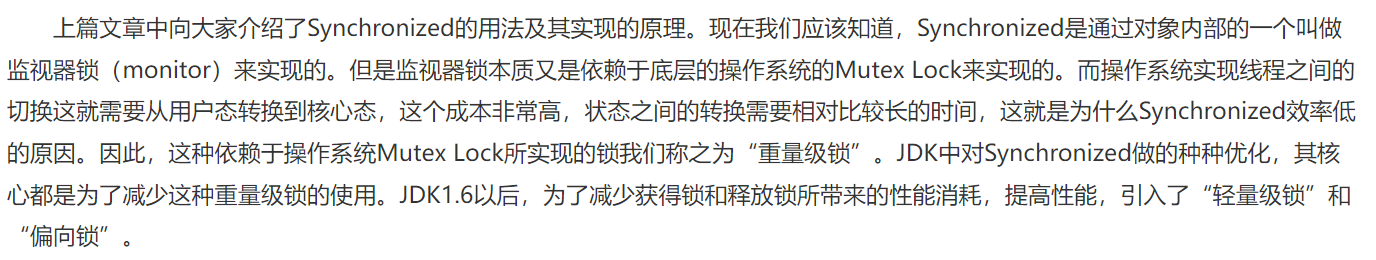 上篇文章中向大家介绍了Synchronized的用法及其实现的原理。现在我们应该知道，Synchronized是通过对象内部的一个叫做
监视器锁（monitor）来实现的。但是监视器锁本质又是依赖于底层的操作系统的Mutex Lock来实现的。而操作系统实现线程之间的
切换这就需要从用户态转换到核心态，这个成本非常高，状态之间的转换需要相对比较长的时间，这就是为什么Synchronized效率低
的原因。因此，这种依赖于操作系统Mutex Lock所实现的锁我们称之为“重量级锁”。JDK中对Synchronized做的种种优化，其核
心都是为了减少这种重量级锁的使用。JDK1.6以后，为了减少获得锁和释放锁所带来的性能消耗，提高性能，引入了“轻量级锁”和
“偏向锁”。